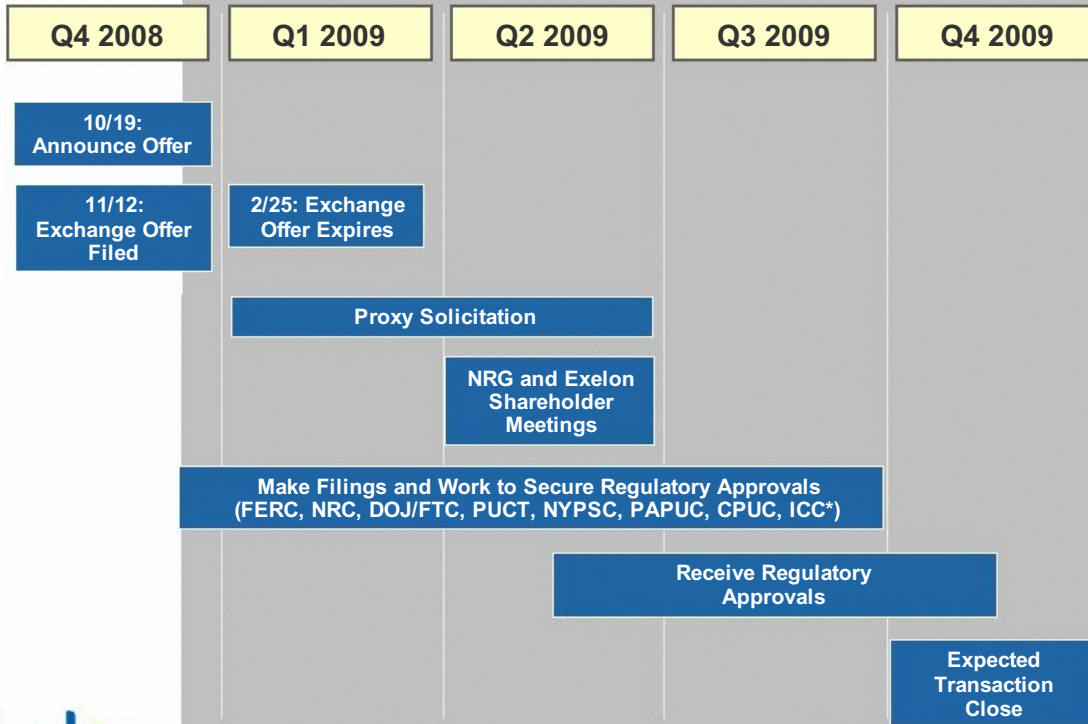 Q4 2008
Q1 2009
Q2 2009
Q3 2009
Q4 2009
10/19:
Announce Offer
11/12:
Exchange Offer
Filed
2/25: Exchange
Offer Expires
Proxy Solicitation
NRG and Exelon
Shareholder
Meetings
Make Filings and Work to Secure Regulatory Approvals
(FERC, NRC, DOJ/FTC, PUCT, NYPSC, PAPUC, CPUC, ICC*)
Receive Regulatory
Approvals
Expected
Transaction
Close